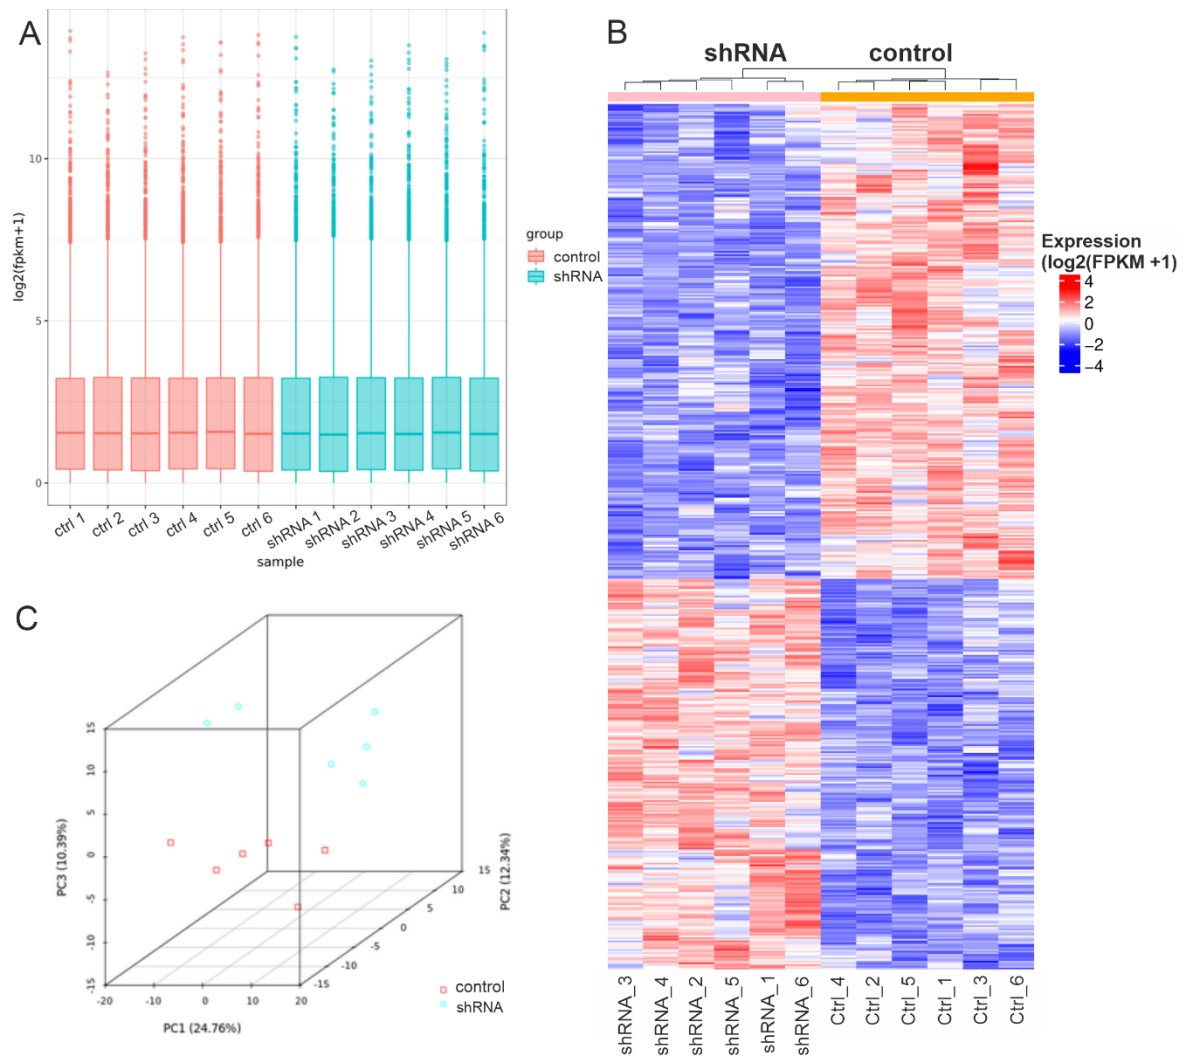 A
log2(fpkm+1)
10
5
0
ctrl 1
ctrl 2
ctrl 3
ctrl 4
ctrl 5
ctrl 6
shRNA 1
shRNA 2
shRNA 3
shRNA 4
shRNA 5
shRNA 6
sample
group
control
shRNA
B
shRNA control
Expression
(log2(FPKM +1)
4
2
0
−2
−4
shRNA_3
shRNA_4
shRNA_2
shRNA_5
shRNA_1
shRNA_6
Ctrl_4
Ctrl_2
Ctrl_5
Ctrl_1
Ctrl_3
Ctrl_6
C
PC3 (10.39%)
15
10
5
0
-5
-10
-15
-20
-10
0
10
20
PC1 (24.76%)
-15
-10
-5
0
5
10
15
PC2 (12.34%)
control
shRNA